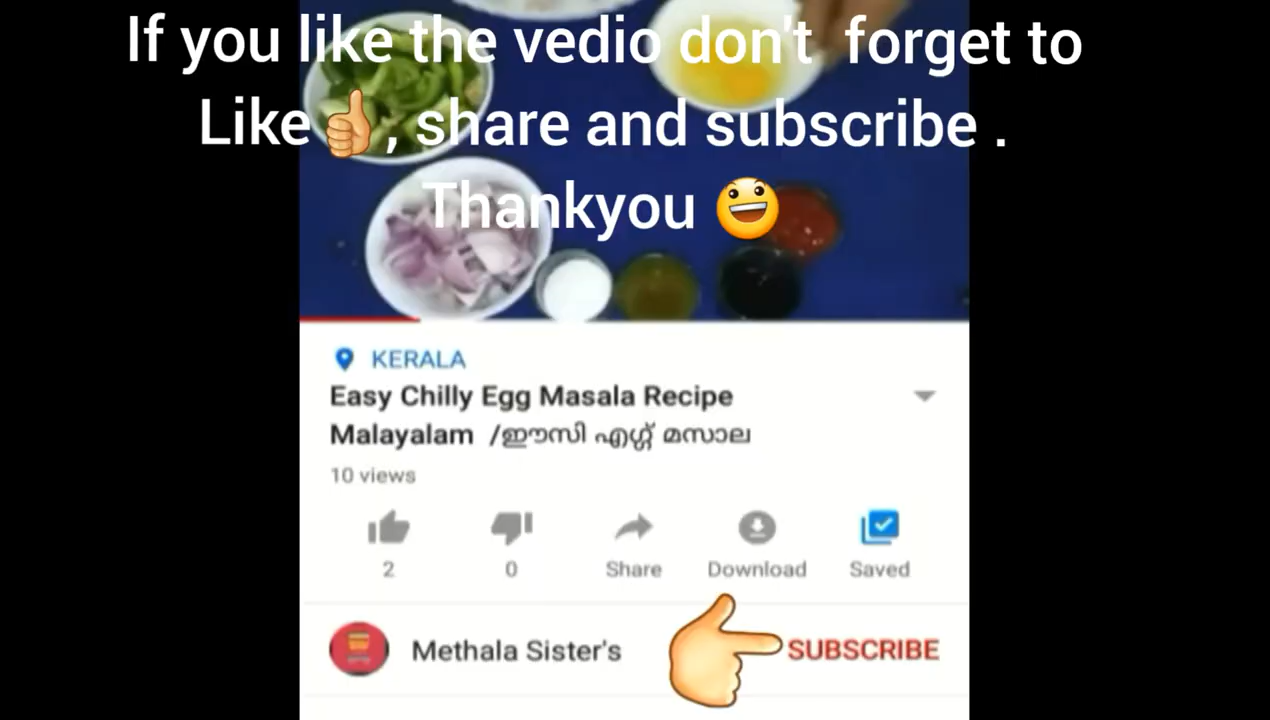 If you like the vedio don't forget to
Like👍, share and subscribe .
Thankyou 😃
KERALA
Easy Chilly Egg Masala Recipe
Malayalam /ഈസി എഗ്ഗ് മസാല
10 views
2 0 Share Download Saved
Methala Sister's SUBSCRIBE